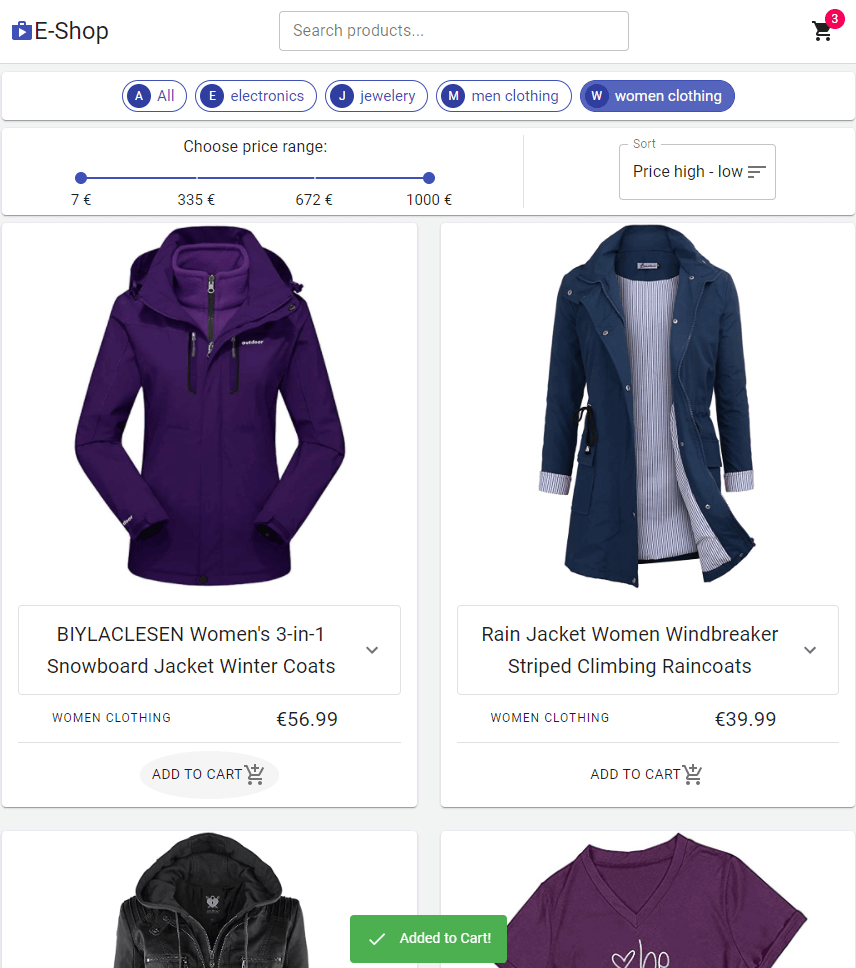 E-Shop
Search products...
3
A All
E electronics
J jewelery
M men clothing
W women clothing
Choose price range:
7 €
335 €
672 €
1000 €
Sort
Price high - low
outdoor
BIYLACLESEN Women's 3-in-1
Snowboard Jacket Winter Coats
WOMEN CLOTHING
€56.99
ADD TO CART
Rain Jacket Women Windbreaker
Striped Climbing Raincoats
WOMEN CLOTHING
€39.99
ADD TO CART
Added to Cart!